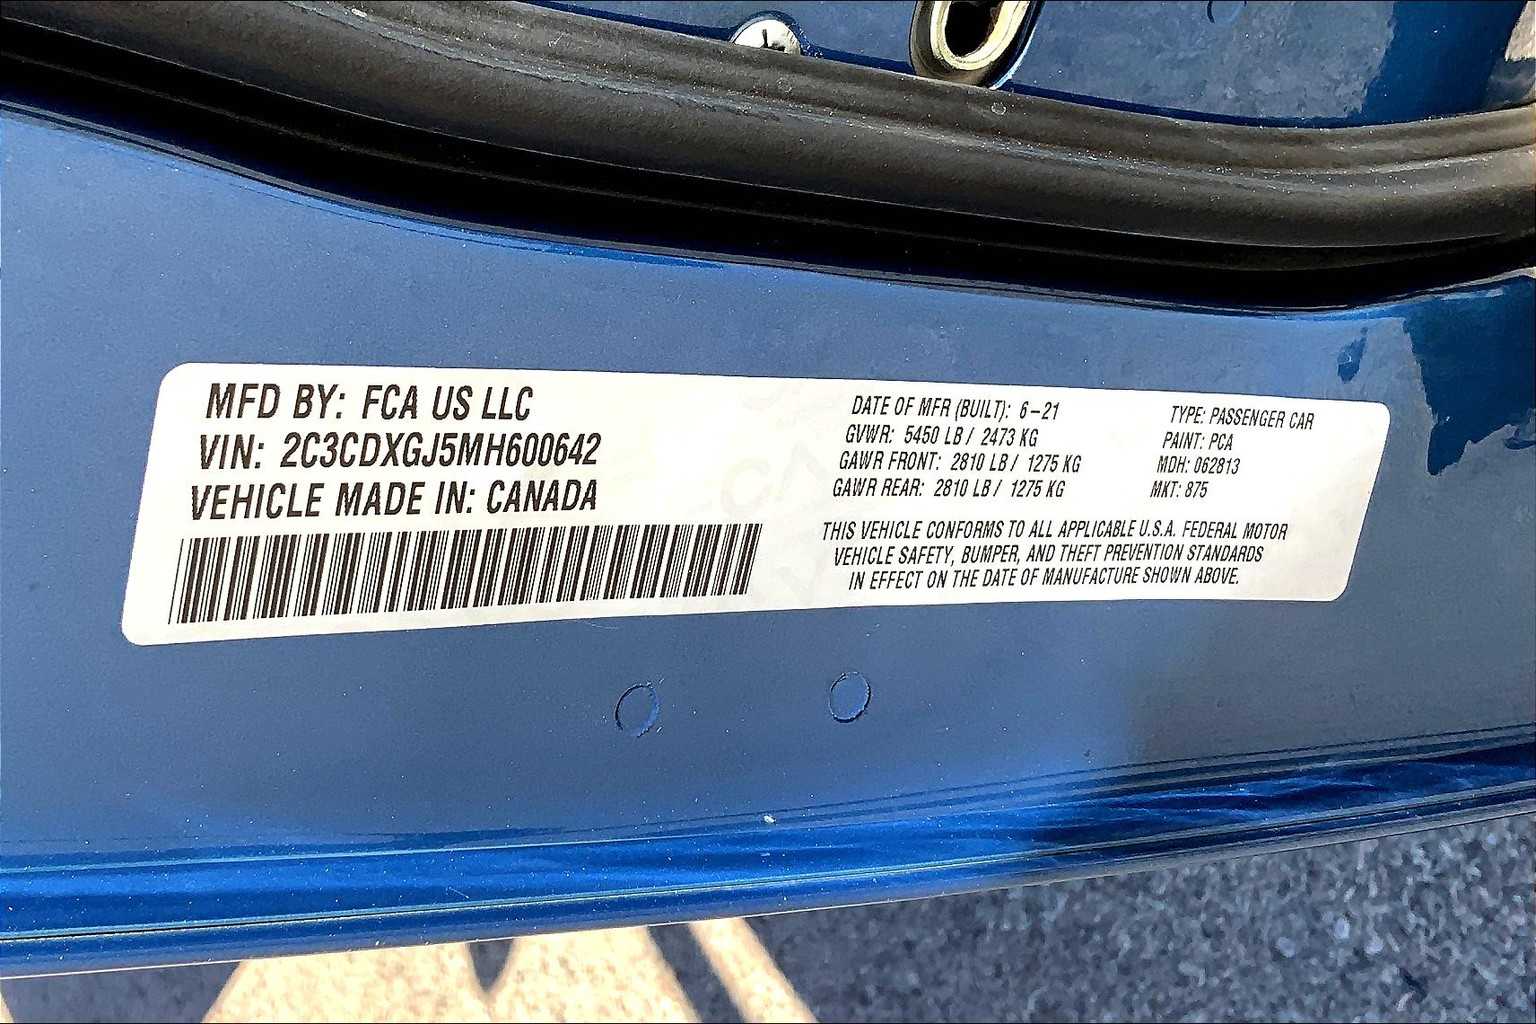 MFD BY: FCA US LLC
VIN: 2C3CDXGJ5MH600642
VEHICLE MADE IN: CANADA
DATE OF MFR (BUILT): 6-21
GVWR: 5450 LB / 2473 KG
GAWR FRONT: 2810 LB / 1275 KG
GAWR REAR: 2810 LB / 1275 KG
TYPE: PASSENGER CAR
PAINT: PCA
MDH: 062813
MKT: 875
THIS VEHICLE CONFORMS TO ALL APPLICABLE U.S.A. FEDERAL MOTOR
VEHICLE SAFETY, BUMPER, AND THEFT PREVENTION STANDARDS
IN EFFECT ON THE DATE OF MANUFACTURE SHOWN ABOVE.